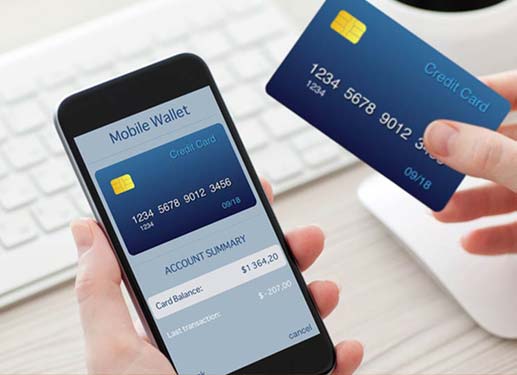 Mobile Wallet
Credit Card
1234 5678 9012 3456
1234
09/18
ACCOUNT SUMMARY
Card Balance: $1 364,20
Last transaction: $-207,00
cancel
Credit Card
1234 5678 9012
1234
09/18